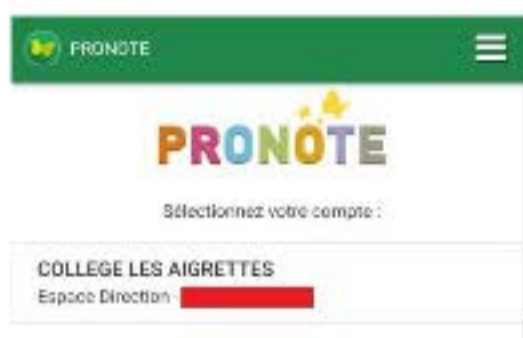 PRONOTE
PRONOTE
Sélectionnez votre compte :
COLLEGE LES AIGRETTES
Espace Direction -